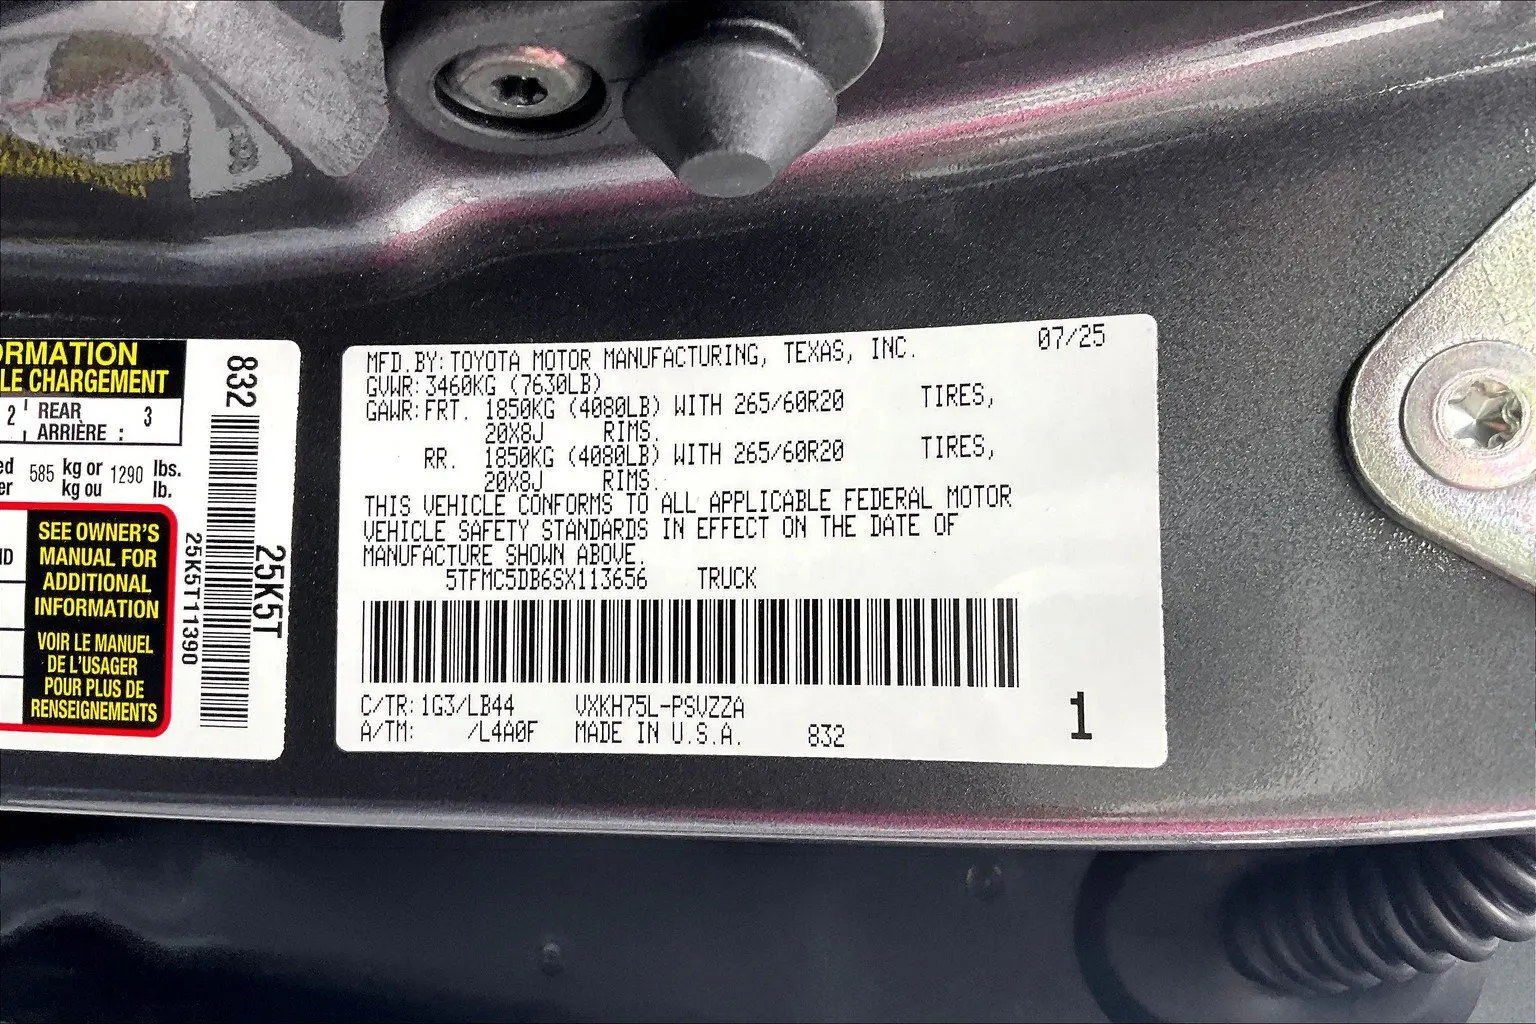 ORMATION
LE CHARGEMENT
2 REAR ARRIÈRE : 3
585 kg or kg ou 1290 lbs. lb.
SEE OWNER'S
MANUAL FOR
ADDITIONAL
INFORMATION
VOIR LE MANUEL
DE L'USAGER
POUR PLUS DE
RENSEIGNEMENTS
832
25K5T11390
25K5T
MFD.BY:TOYOTA MOTOR MANUFACTURING, TEXAS, INC. 07/25
GVWR:3460KG (7630LB)
GAWR:FRT. 1850KG (4080LB) WITH 265/60R20 TIRES,
20X8J RIMS.
RR. 1850KG (4080LB) WITH 265/60R20 TIRES,
20X8J RIMS.
THIS VEHICLE CONFORMS TO ALL APPLICABLE FEDERAL MOTOR
VEHICLE SAFETY STANDARDS IN EFFECT ON THE DATE OF
MANUFACTURE SHOWN ABOVE.
5TFMC5DB6SX113656 TRUCK
C/TR:1G3/LB44 VXKH75L-PSVZZA
A/TM: /L4A0F MADE IN U.S.A. 832
1